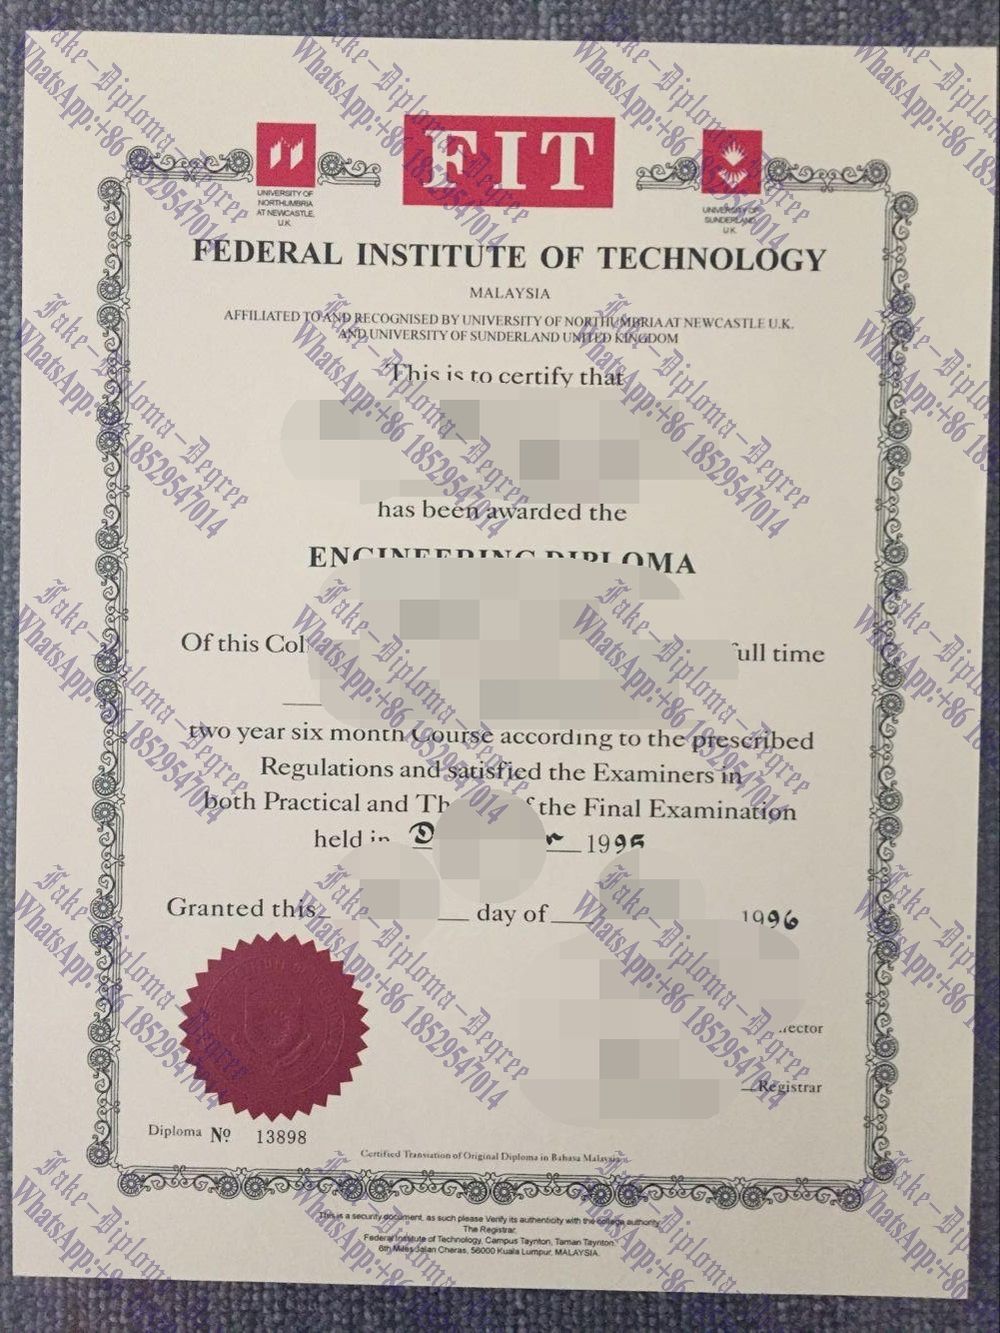 FIT
UNIVERSITY OF
NORTHUMBRIA
AT NEWCASTLE,
U.K.
UNIVERSITY OF
SUNDERLAND
U.K.
FEDERAL INSTITUTE OF TECHNOLOGY
MALAYSIA
AFFILIATED TO AND RECOGNISED BY UNIVERSITY OF NORTHUMBRIA AT NEWCASTLE U.K.
AND UNIVERSITY OF SUNDERLAND UNITED KINGDOM
This is to certify that
has been awarded the
ENGINEERING DIPLOMA
Of this full time
two year six month Course according to the prescribed
Regulations and satisfied the Examiners in
both Practical and the Final Examination
held in 1995
Granted this day of 1996
Registrar
Diploma Nº 13898
Certified Translation of Original Diploma in Bahasa Malaysia
This is a security document, as such please Verify its authenticity with the college authority.
The Registrar,
Federal Institute of Technology, Campus Taynton, Taman Taynton,
6th Miles Jalan Cheras, 56000 Kuala Lumpur, MALAYSIA.
Fake-Diploma-Degree
WhatsApp:+86 18529547014